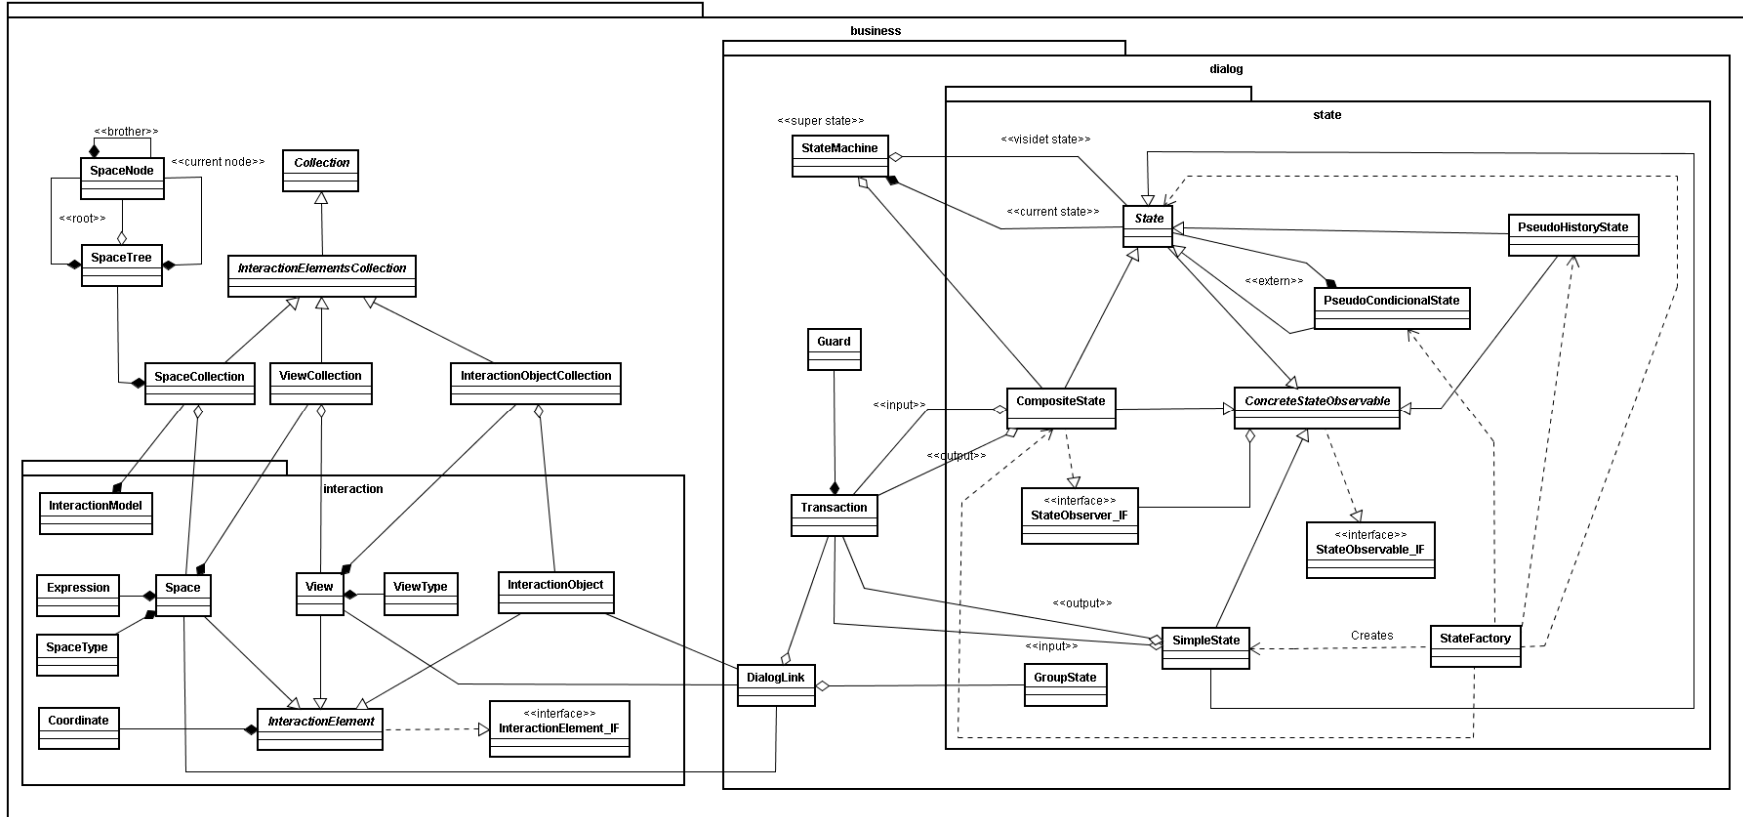 business
dialog
state
<<super state>>
StateMachine
<<visidet state>>
<<brother>>
SpaceNode
<<current node>>
Collection
<<root>>
<<current state>>
State
PseudoHistoryState
SpaceTree
InteractionElementsCollection
<<extern>>
PseudoCondicionalState
Guard
SpaceCollection
ViewCollection
InteractionObjectCollection
<<input>>
CompositeState
ConcreteStateObservable
<<output>>
interaction
InteractionModel
Transaction
<<interface>>
StateObserver_IF
<<interface>>
StateObservable_IF
Expression
Space
View
ViewType
InteractionObject
<<output>>
SpaceType
<<input>>
SimpleState
Creates
StateFactory
DialogLink
GroupState
Coordinate
InteractionElement
<<interface>>
InteractionElement_IF